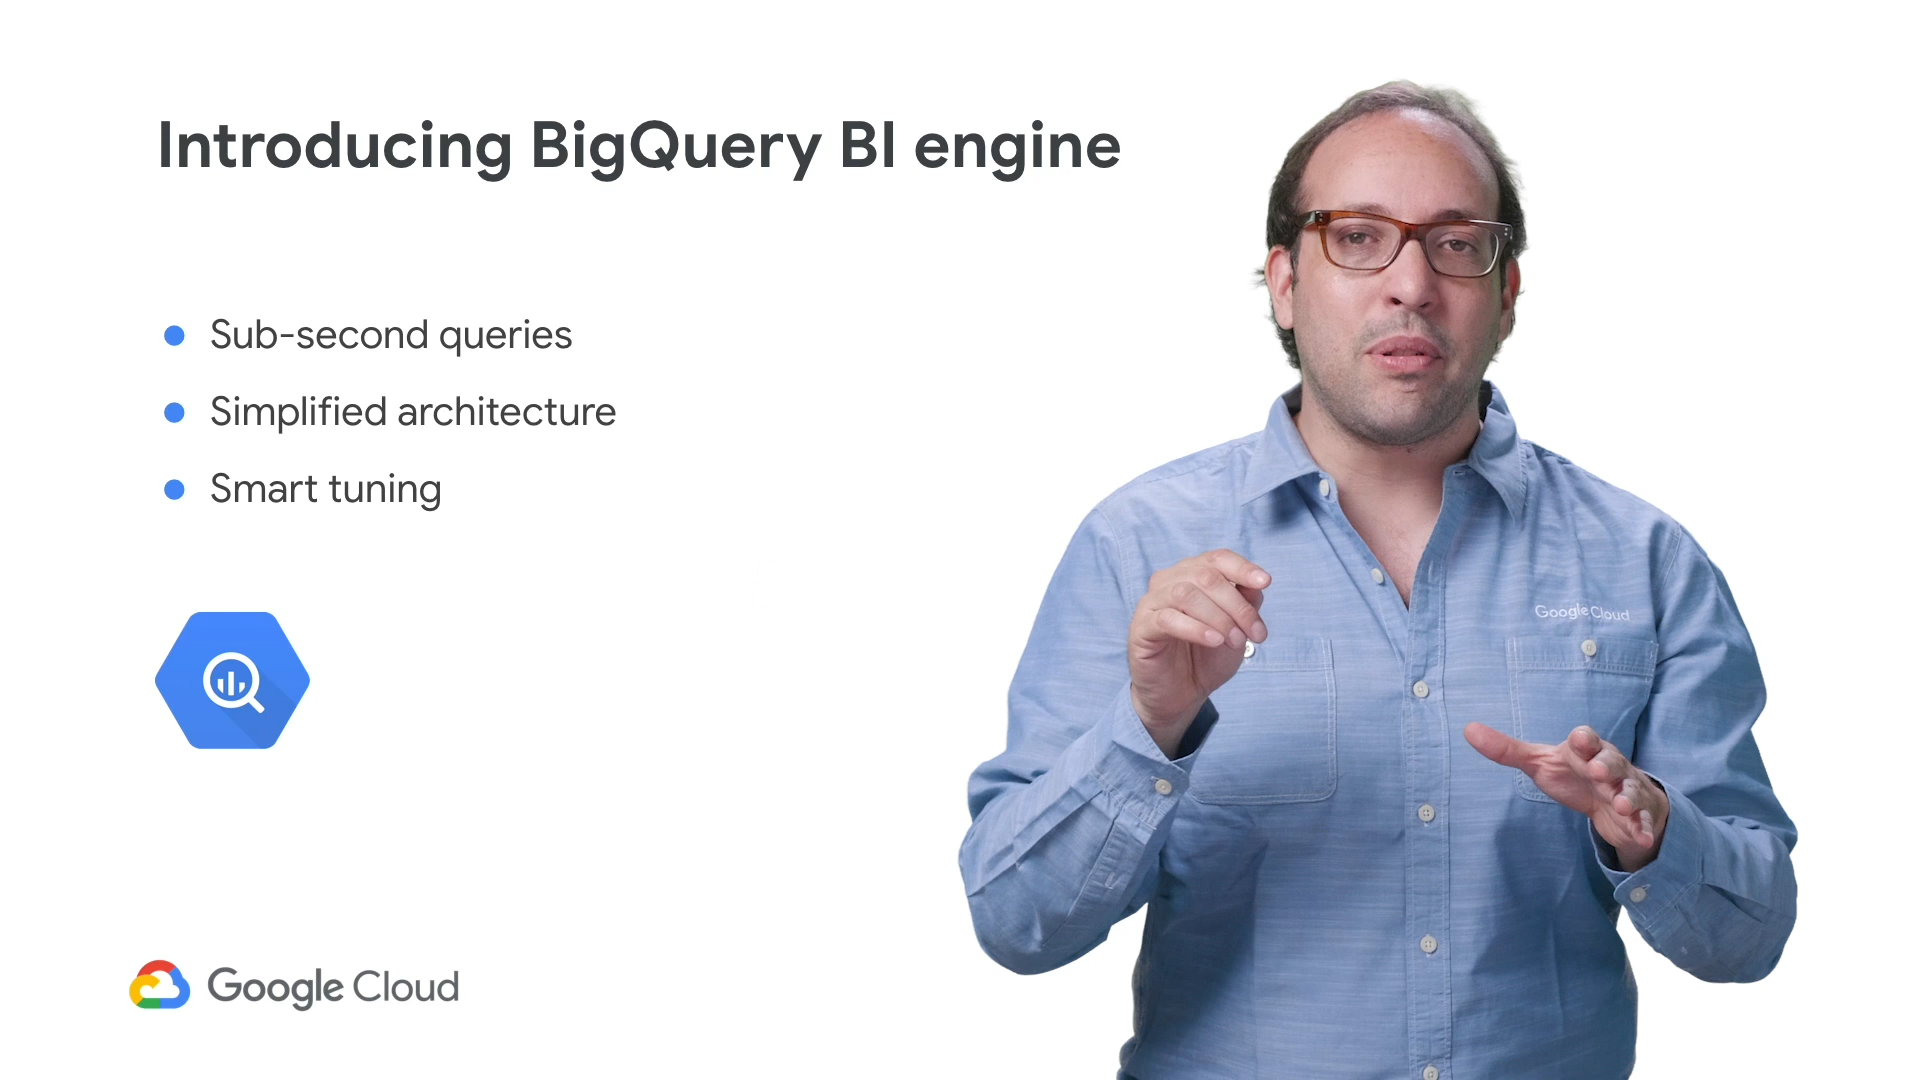 Introducing BigQuery BI engine
Sub-second queries
Simplified architecture
Smart tuning
Google Cloud
Google Cloud